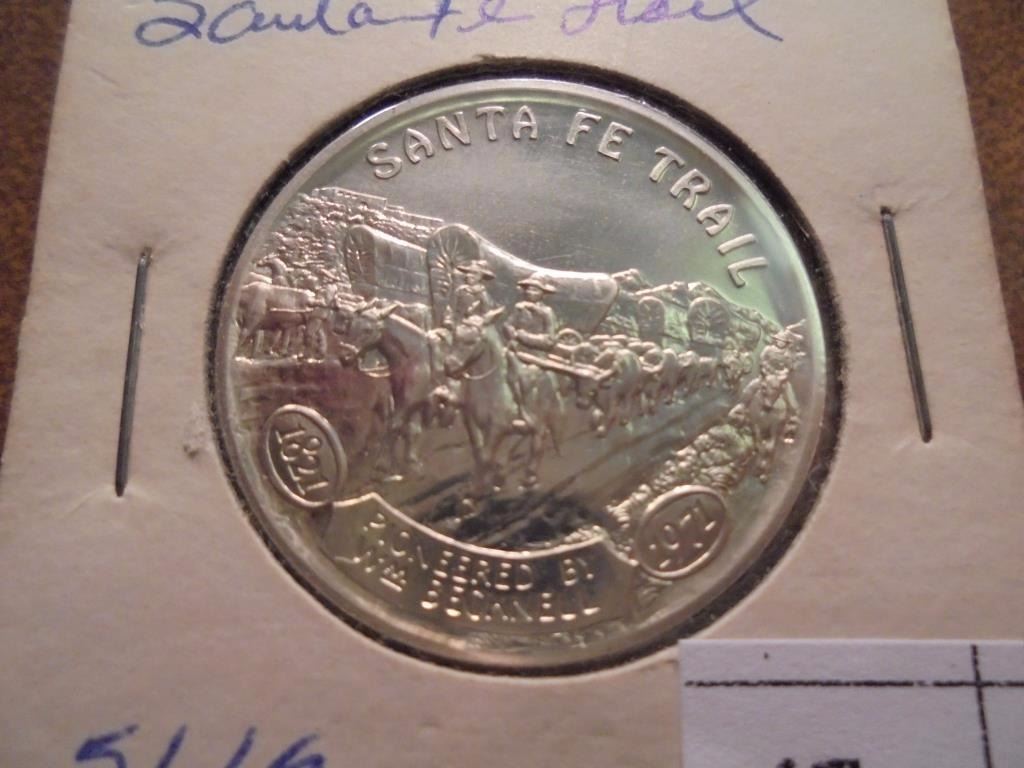 Santa Fe Trail
SANTA FE TRAIL
1821
1971
PIONEERED BY
Wm BECKNELL